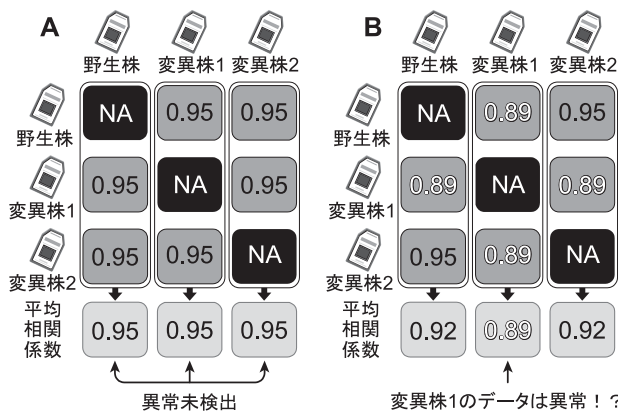 A
野生株 変異株1 変異株2
野生株 NA 0.95 0.95
変異株1 0.95 NA 0.95
変異株2 0.95 0.95 NA
平均
相関
係数
0.95 0.95 0.95
異常未検出
B
野生株 変異株1 変異株2
野生株 NA 0.89 0.95
変異株1 0.89 NA 0.89
変異株2 0.95 0.89 NA
平均
相関
係数
0.92 0.89 0.92
変異株1のデータは異常！？